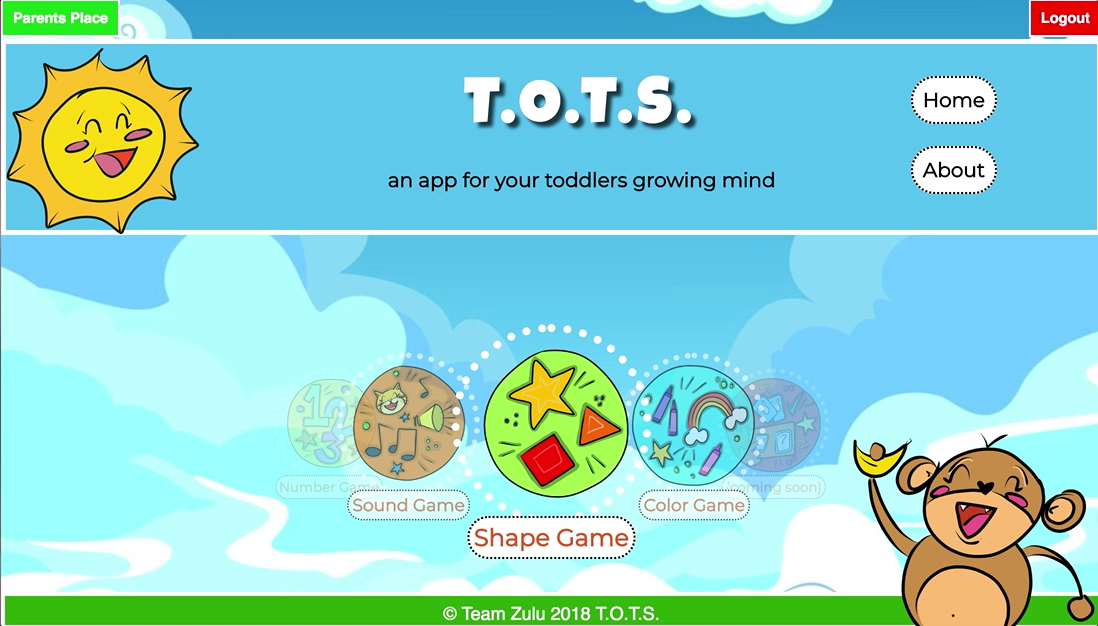 Parents Place
Logout
T.O.T.S.
an app for your toddlers growing mind
Home
About
123
Number Game
Sound Game
Shape Game
Color Game
(coming soon)
© Team Zulu 2018 T.O.T.S.